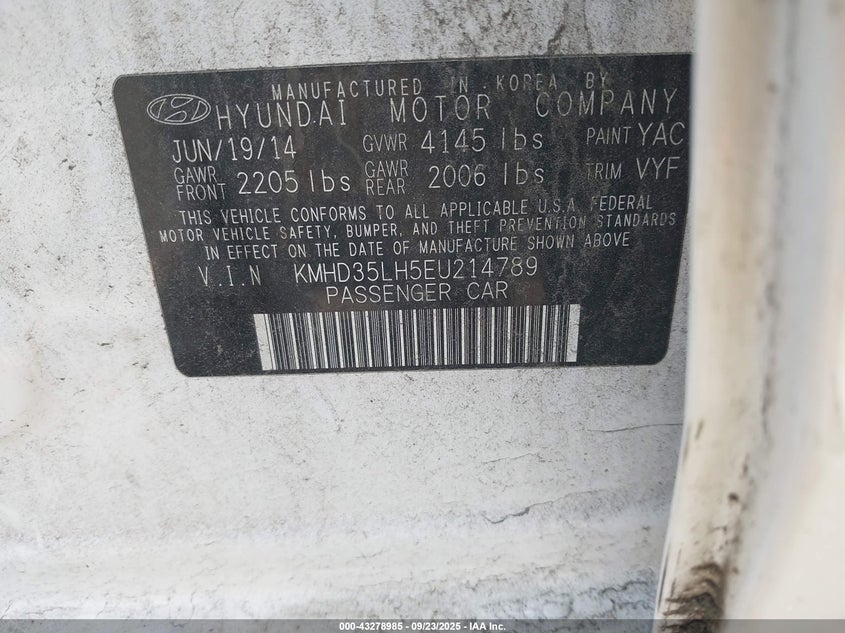 MANUFACTURED IN KOREA BY
HYUNDAI MOTOR COMPANY
JUN/19/14 GVWR 4145 lbs PAINT YAC
GAWR FRONT 2205 lbs GAWR REAR 2006 lbs TRIM VYF
THIS VEHICLE CONFORMS TO ALL APPLICABLE U.S.A. FEDERAL
MOTOR VEHICLE SAFETY, BUMPER, AND THEFT PREVENTION STANDARDS
IN EFFECT ON THE DATE OF MANUFACTURE SHOWN ABOVE
V.I.N KMHD35LH5EU214789
PASSENGER CAR
000-43278985 - 09/23/2025 - IAA Inc.